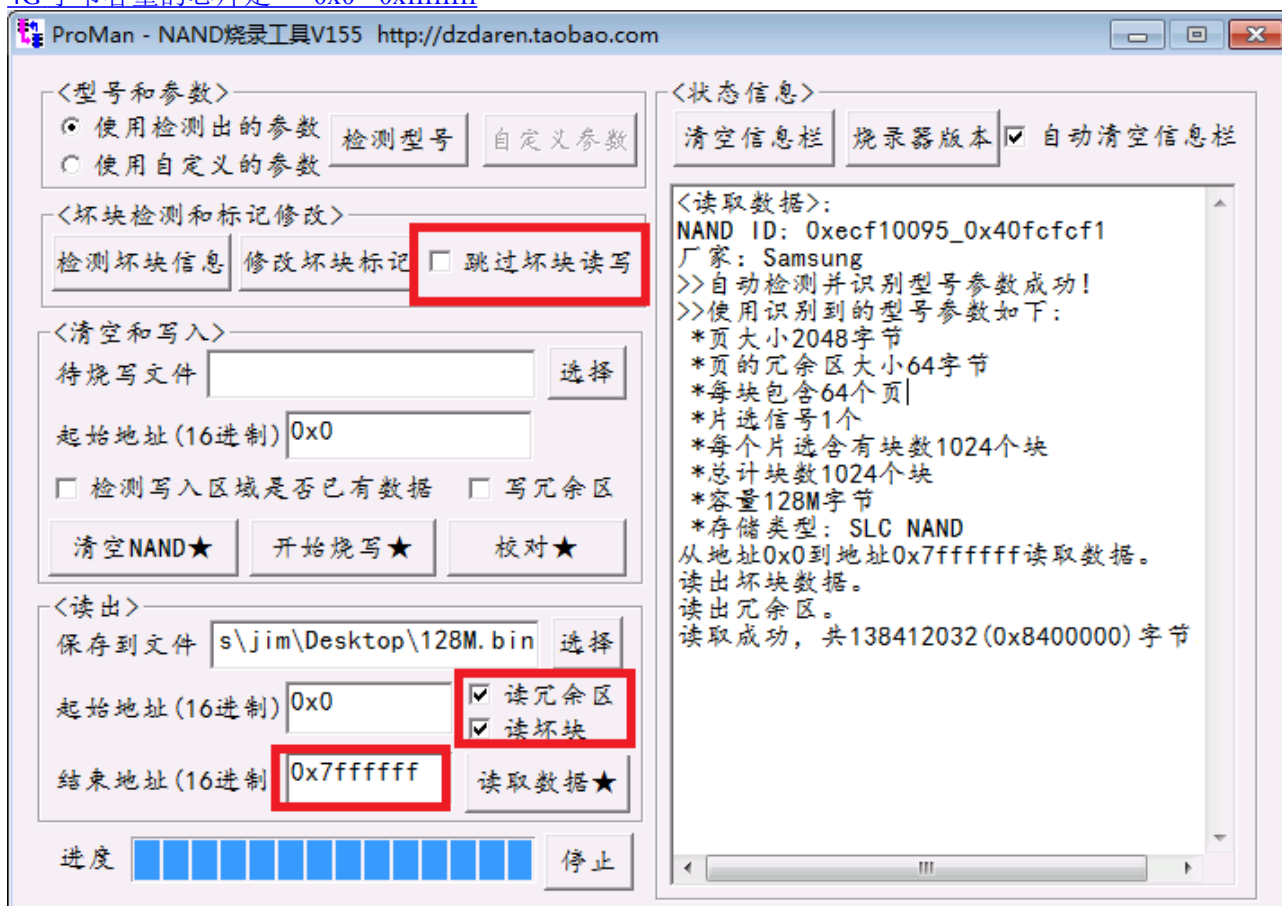 ProMan - NAND烧录工具V155 http://dzdaren.taobao.com
<型号和参数>
使用检测出的参数
使用自定义的参数
检测型号
自定义参数
<坏块检测和标记修改>
检测坏块信息
修改坏块标记
跳过坏块读写
<清空和写入>
待烧写文件
选择
起始地址(16进制)
0x0
检测写入区域是否已有数据
写冗余区
清空NAND★
开始烧写★
校对★
<读出>
保存到文件
s\jim\Desktop\128M.bin
选择
起始地址(16进制)
0x0
读冗余区
读坏块
结束地址(16进制
0x7ffffff
读取数据★
进度
停止
<状态信息>
清空信息栏
烧录器版本
自动清空信息栏
<读取数据>:
NAND ID: 0xecf10095_0x40fcfcf1
厂家: Samsung
>>自动检测并识别型号参数成功!
>>使用识别到的型号参数如下:
*页大小2048字节
*页的冗余区大小64字节
*每块包含64个页
*片选信号1个
*每个片选含有块数1024个块
*总计块数1024个块
*容量128M字节
*存储类型: SLC NAND
从地址0x0到地址0x7ffffff读取数据。
读出坏块数据。
读出冗余区。
读取成功, 共138412032(0x8400000)字节